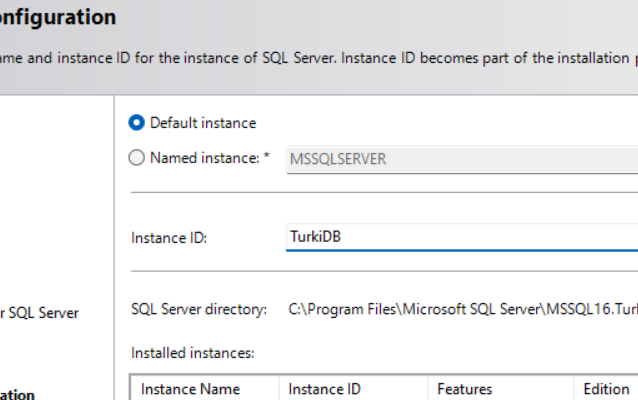 onfiguration
ame and instance ID for the instance of SQL Server. Instance ID becomes part of the installation p
Default instance
Named instance: * MSSQLSERVER
Instance ID: TurkiDB
SQL Server directory: C:\Program Files\Microsoft SQL Server\MSSQL16.Turk
r SQL Server
Installed instances:
Instance Name Instance ID Features Edition
ation